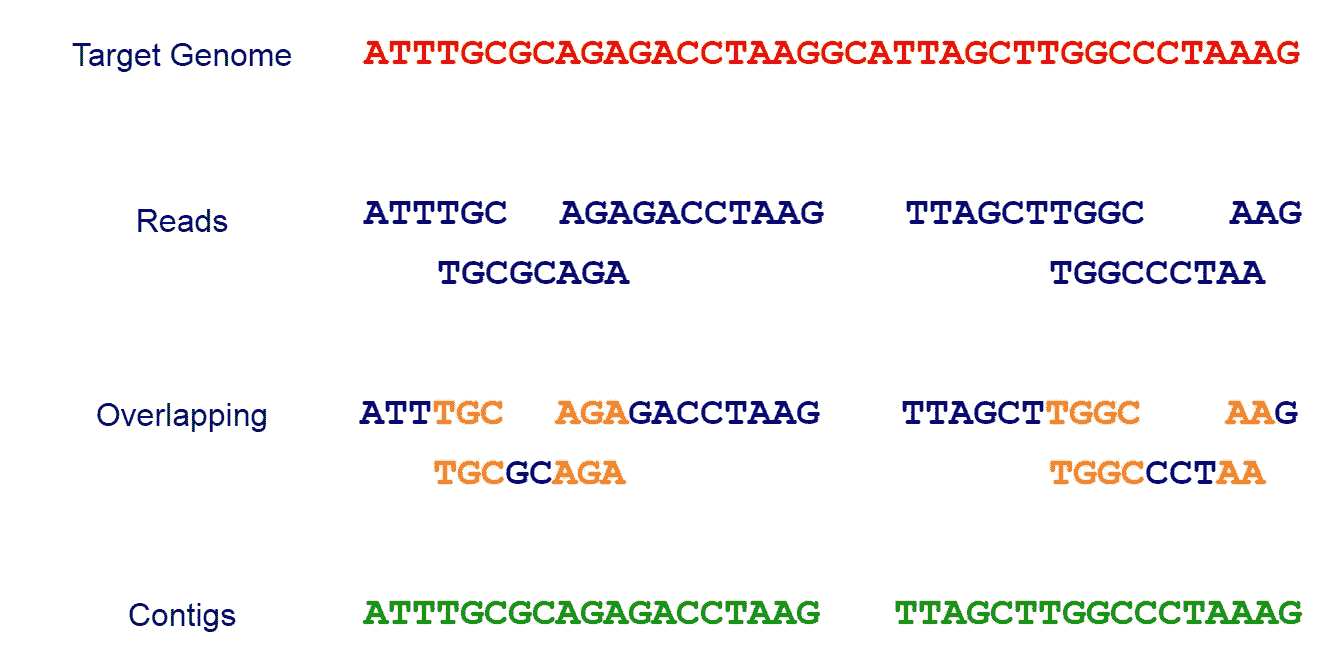 Target Genome ATTTGCGCAGAGACCTAAGGCATTAGCTTGGCCCTAAAG
Reads ATTTGC AGAGACCTAAG TTAGCTTGGC AAG
TGCGCAGA TGGCCCTAA
Overlapping ATTTGC AGAGACCTAAG TTAGCTTGGC AAG
TGCGCAGA TGGCCCTAA
Contigs ATTTGCGCAGAGACCTAAG TTAGCTTGGCCCTAAAG